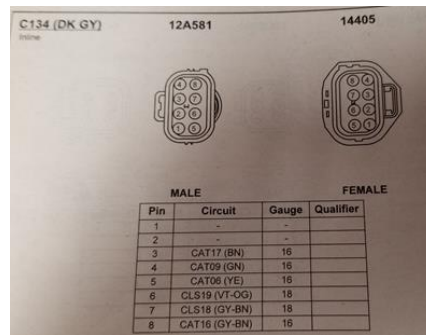 C134 (DK GY) 12A581 14405
Inline
4 8
3 7
2 6
1 5
8 4
7 3
6 2
5 1
MALE FEMALE
Pin Circuit Gauge Qualifier
1 - -
2 - -
3 CAT17 (BN) 16
4 CAT09 (GN) 16
5 CAT06 (YE) 16
6 CLS19 (VT-OG) 18
7 CLS18 (GY-BN) 18
8 CAT16 (GY-BN) 16